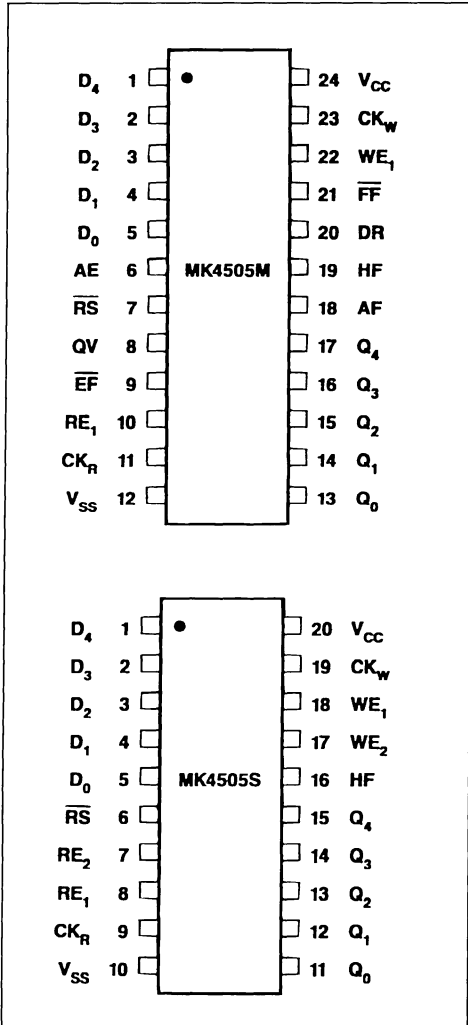 D4 1 24 VCC
D3 2 23 CKW
D2 3 22 WE1
D1 4 21 F̅F̅
D0 5 20 DR
AE 6 MK4505M 19 HF
R̅S̅ 7 18 AF
QV 8 17 Q4
E̅F̅ 9 16 Q3
RE1 10 15 Q2
CKR 11 14 Q1
VSS 12 13 Q0
D4 1 20 VCC
D3 2 19 CKW
D2 3 18 WE1
D1 4 17 WE2
D0 5 MK4505S 16 HF
R̅S̅ 6 15 Q4
RE2 7 14 Q3
RE1 8 13 Q2
CKR 9 12 Q1
VSS 10 11 Q0